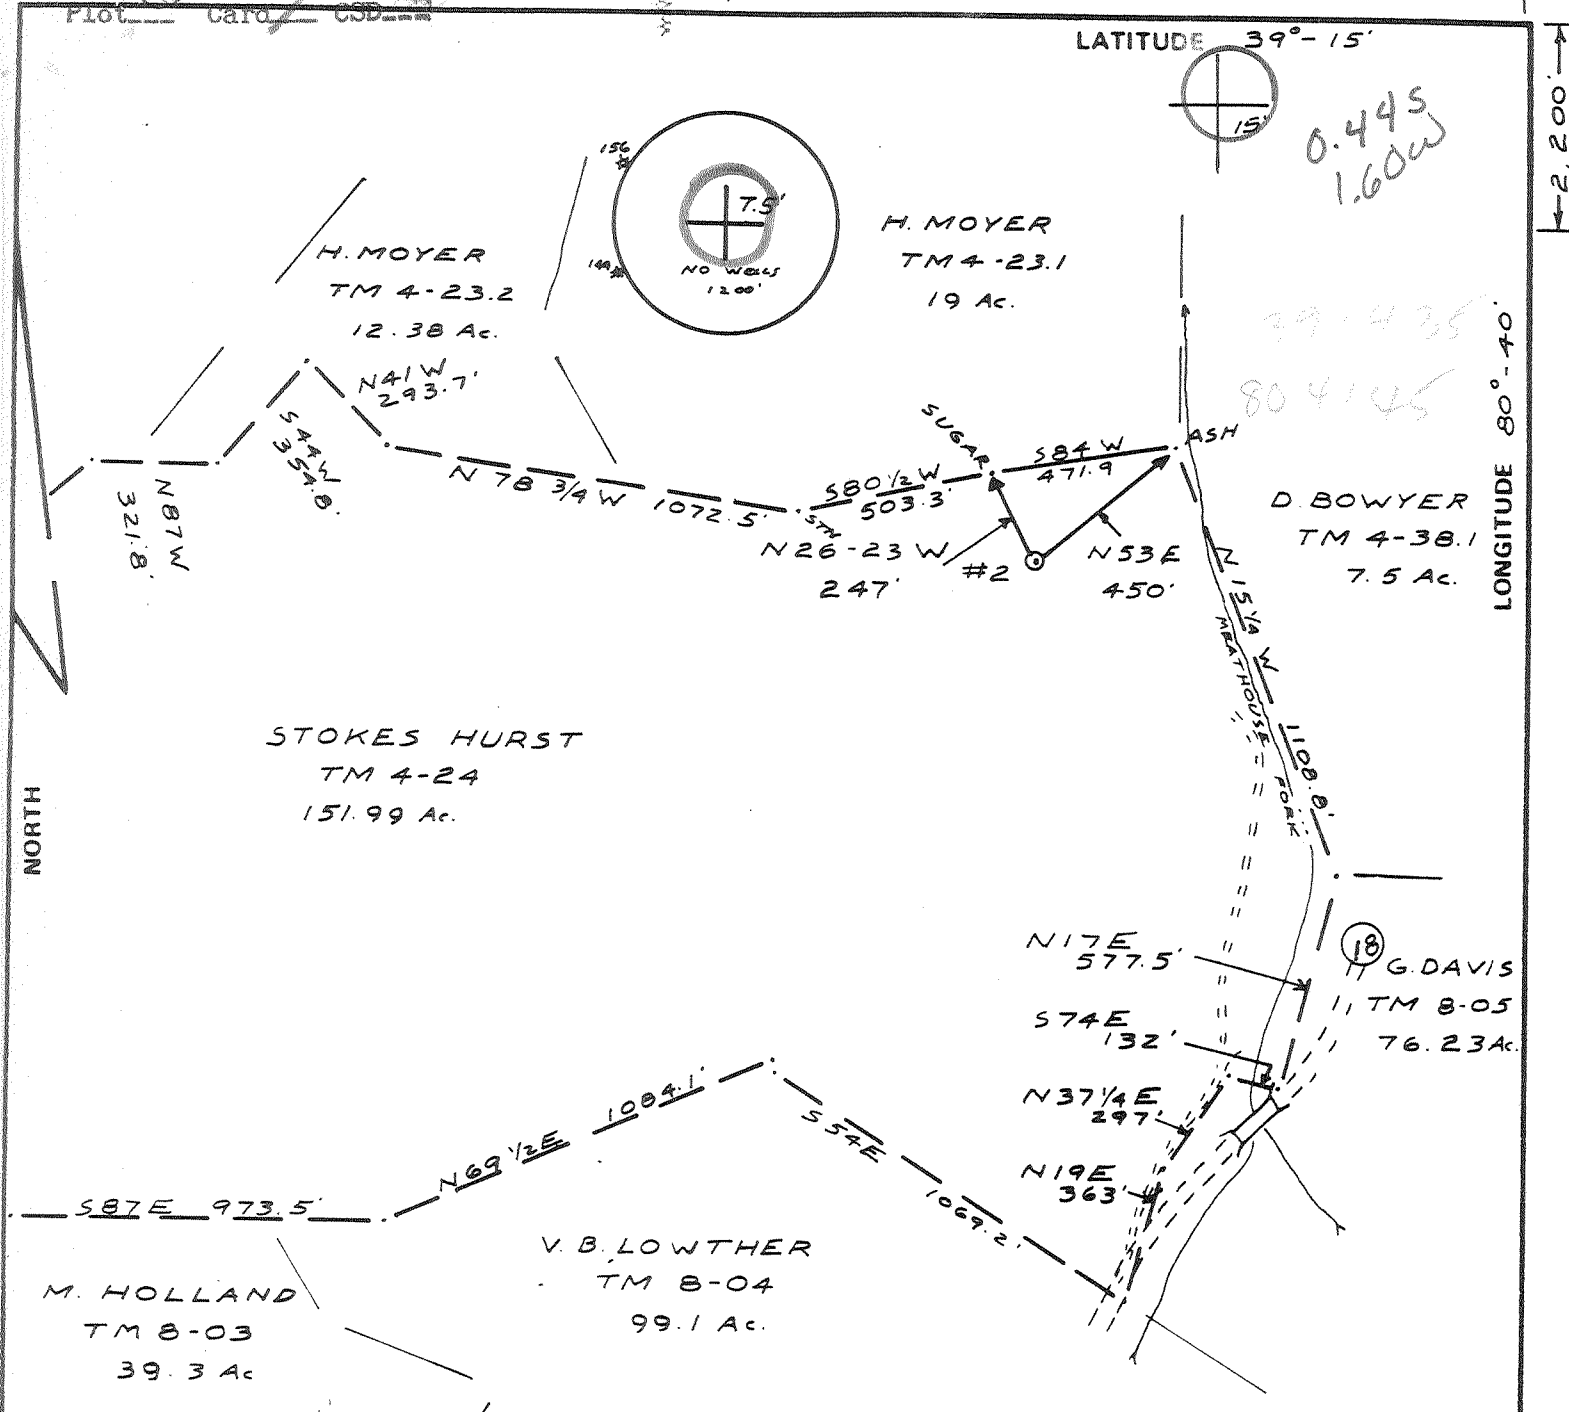 Plot___ Card___ CSD___
LATITUDE 39°-15'
2,200'
15'
0.44S
1.60W
156
7.5'
NO WELLS
1200'
H. MOYER
TM 4-23.2
12.38 Ac.
H. MOYER
TM 4-23.1
19 Ac.
LONGITUDE 80°-40'
N41W
293.7'
S44W
354.8'
N87W
321.8'
N 78 3/4 W 1072.5'
STN
S80 1/2 W
503.3'
SUGAR
S84 W
471.9
ASH
N26-23 W
247'
#2
N53E
450'
D. BOWYER
TM 4-38.1
7.5 Ac.
N 15 1/4 W 1108.8'
MEATHOUSE FORK
STOKES HURST
TM 4-24
151.99 Ac.
NORTH
N17E
577.5'
18
G. DAVIS
TM 8-05
76.23 Ac.
S74E
132'
N37 1/4 E
297'
N19E
363'
S87E 973.5'
N69 1/2E 1084.1'
S54E
1069.2'
M. HOLLAND
TM 8-03
39.3 Ac
V. B. LOWTHER
TM 8-04
99.1 Ac.